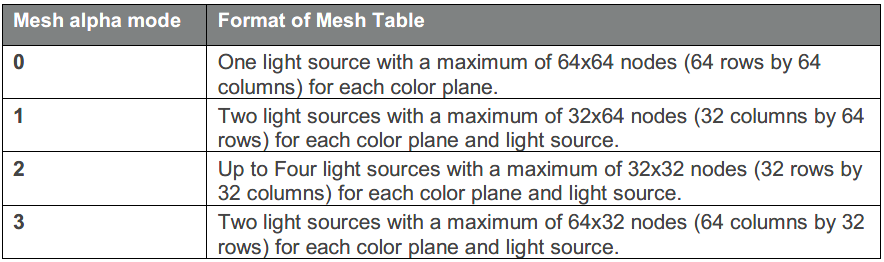 Mesh alpha mode Format of Mesh Table
0 One light source with a maximum of 64x64 nodes (64 rows by 64
columns) for each color plane.
1 Two light sources with a maximum of 32x64 nodes (32 columns by 64
rows) for each color plane and light source.
2 Up to Four light sources with a maximum of 32x32 nodes (32 rows by
32 columns) for each color plane and light source.
3 Two light sources with a maximum of 64x32 nodes (64 columns by 32
rows) for each color plane and light source.